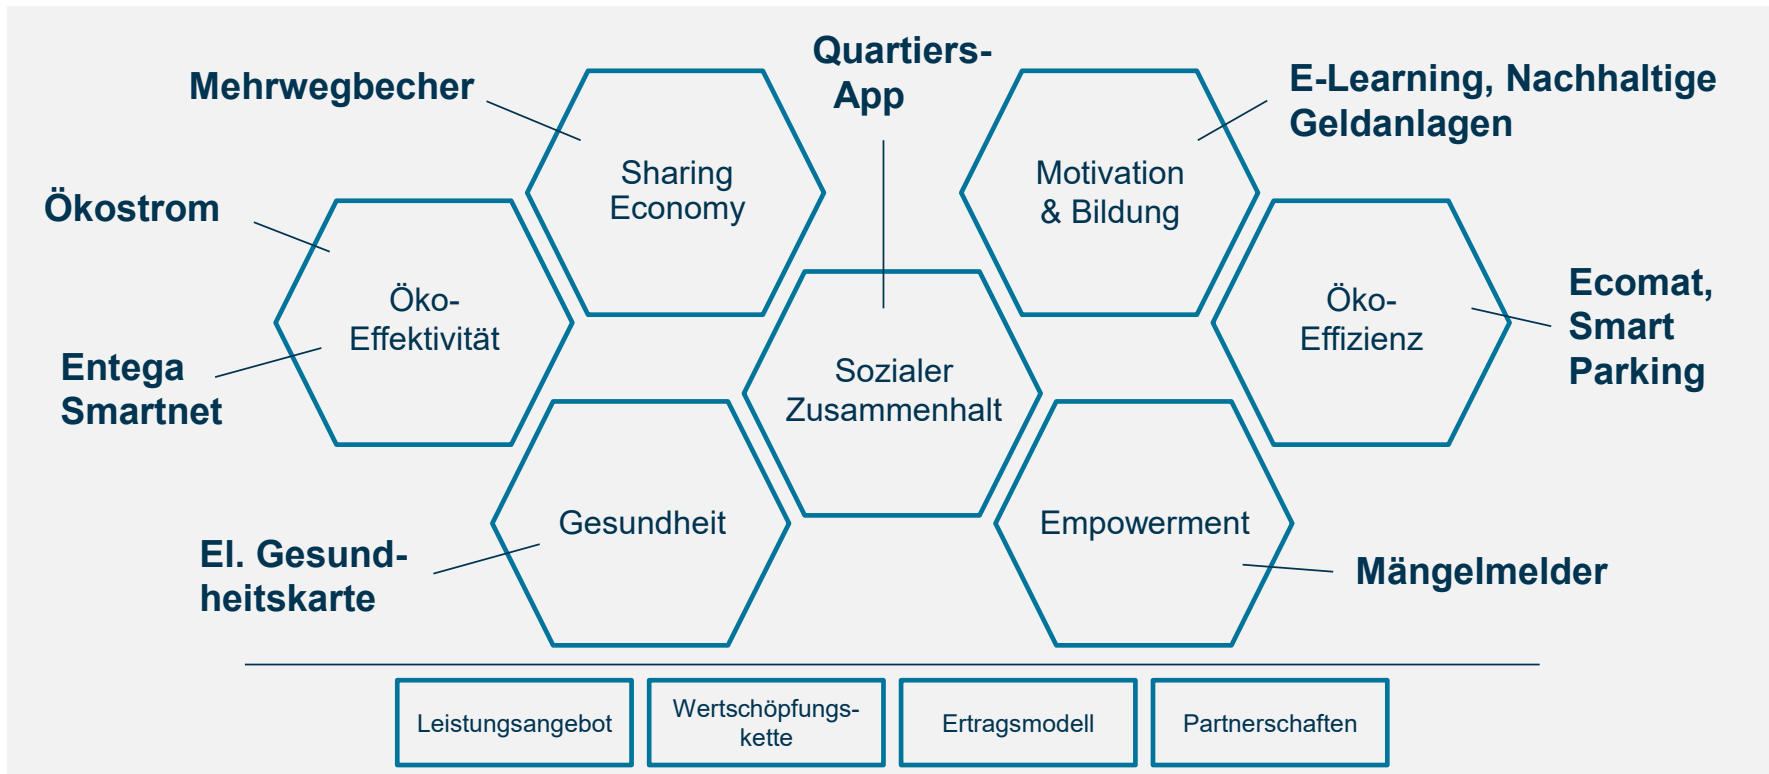 Quartiers-
App
Mehrwegbecher
E-Learning, Nachhaltige
Geldanlagen
Sharing
Economy
Motivation
& Bildung
Ökostrom
Öko-
Effektivität
Öko-
Effizienz
Ecomat,
Smart
Parking
Entega
Smartnet
Sozialer
Zusammenhalt
Gesundheit
Empowerment
El. Gesund-
heitskarte
Mängelmelder
Leistungsangebot
Wertschöpfungs-
kette
Ertragsmodell
Partnerschaften